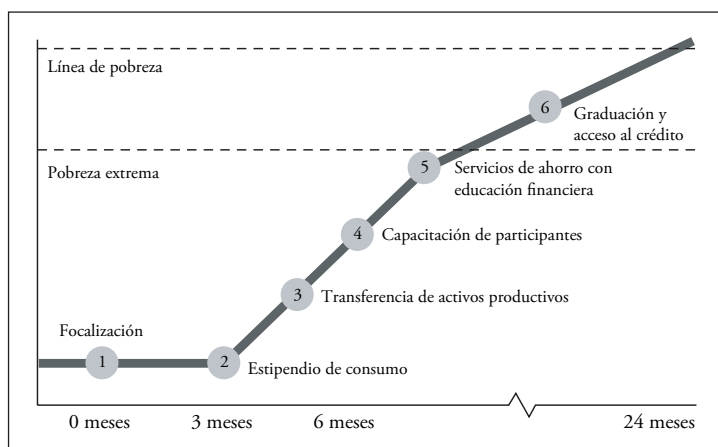 Línea de pobreza
6
Graduación y
acceso al crédito
Pobreza extrema
5
Servicios de ahorro con
educación financiera
4
Capacitación de participantes
3
Transferencia de activos productivos
Focalización
1
2
Estipendio de consumo
0 meses
3 meses
6 meses
24 meses